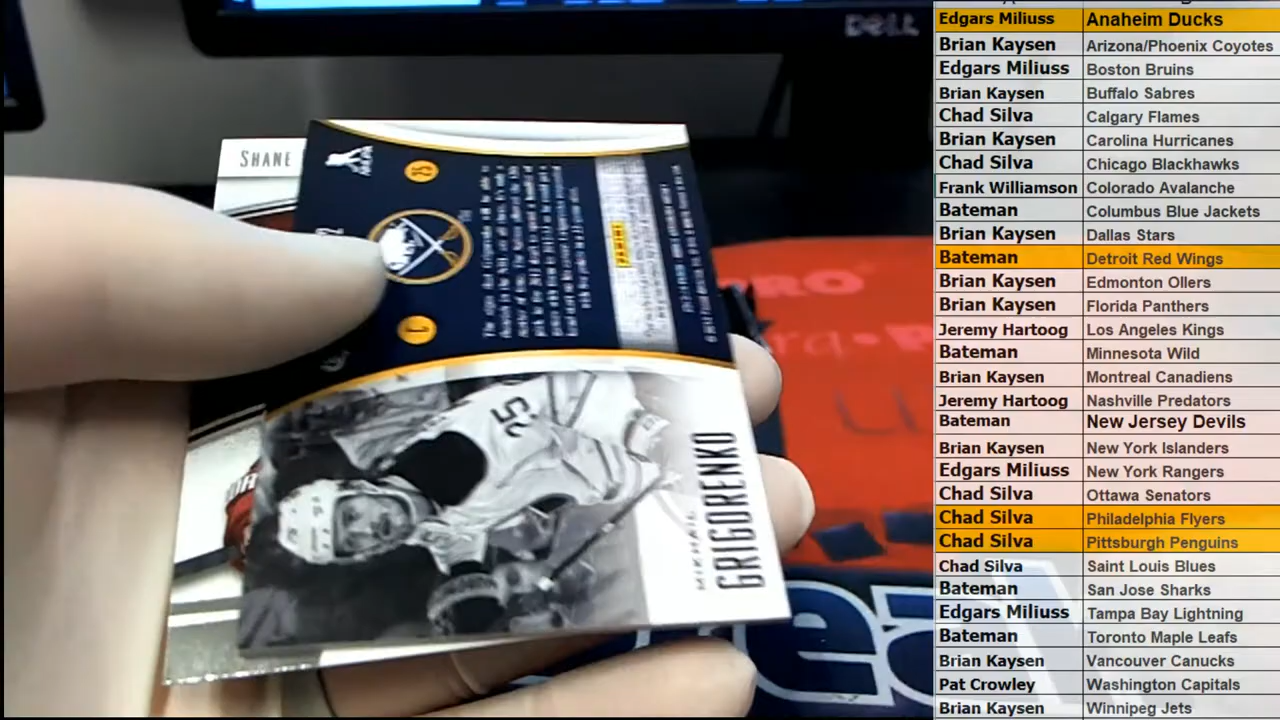 DELL
SHANE
NHLPA
25
PANINI
25
MIKHAIL
GRIGORENKO
Edgars Miliuss Anaheim Ducks
Brian Kaysen Arizona/Phoenix Coyotes
Edgars Miliuss Boston Bruins
Brian Kaysen Buffalo Sabres
Chad Silva Calgary Flames
Brian Kaysen Carolina Hurricanes
Chad Silva Chicago Blackhawks
Frank Williamson Colorado Avalanche
Bateman Columbus Blue Jackets
Brian Kaysen Dallas Stars
Bateman Detroit Red Wings
Brian Kaysen Edmonton Ollers
Brian Kaysen Florida Panthers
Jeremy Hartoog Los Angeles Kings
Bateman Minnesota Wild
Brian Kaysen Montreal Canadiens
Jeremy Hartoog Nashville Predators
Bateman New Jersey Devils
Brian Kaysen New York Islanders
Edgars Miliuss New York Rangers
Chad Silva Ottawa Senators
Chad Silva Philadelphia Flyers
Chad Silva Pittsburgh Penguins
Chad Silva Saint Louis Blues
Bateman San Jose Sharks
Edgars Miliuss Tampa Bay Lightning
Bateman Toronto Maple Leafs
Brian Kaysen Vancouver Canucks
Pat Crowley Washington Capitals
Brian Kaysen Winnipeg Jets